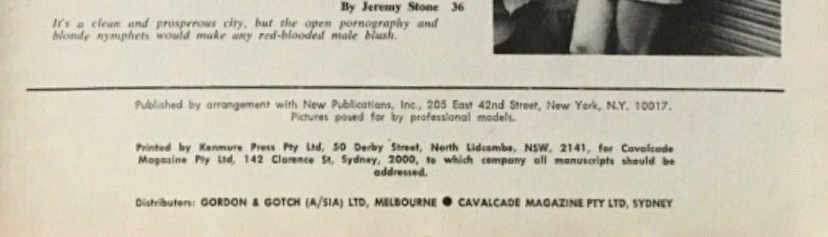 By Jeremy Stone 36
It's a clean and prosperous city, but the open pornography and
blonde nymphets would make any red-blooded male blush.
Published by arrangement with New Publications, Inc., 205 East 42nd Street, New York, N.Y. 10017.
Pictures posed for by professional models.
Printed by Kenmure Press Pty Ltd, 50 Derby Street, North Lidcombe, NSW, 2141, for Cavalcade
Magazine Pty Ltd, 142 Clarence St, Sydney, 2000, to which company all manuscripts should be
addressed.
Distributors: GORDON & GOTCH (A/SIA) LTD, MELBOURNE ● CAVALCADE MAGAZINE PTY LTD, SYDNEY